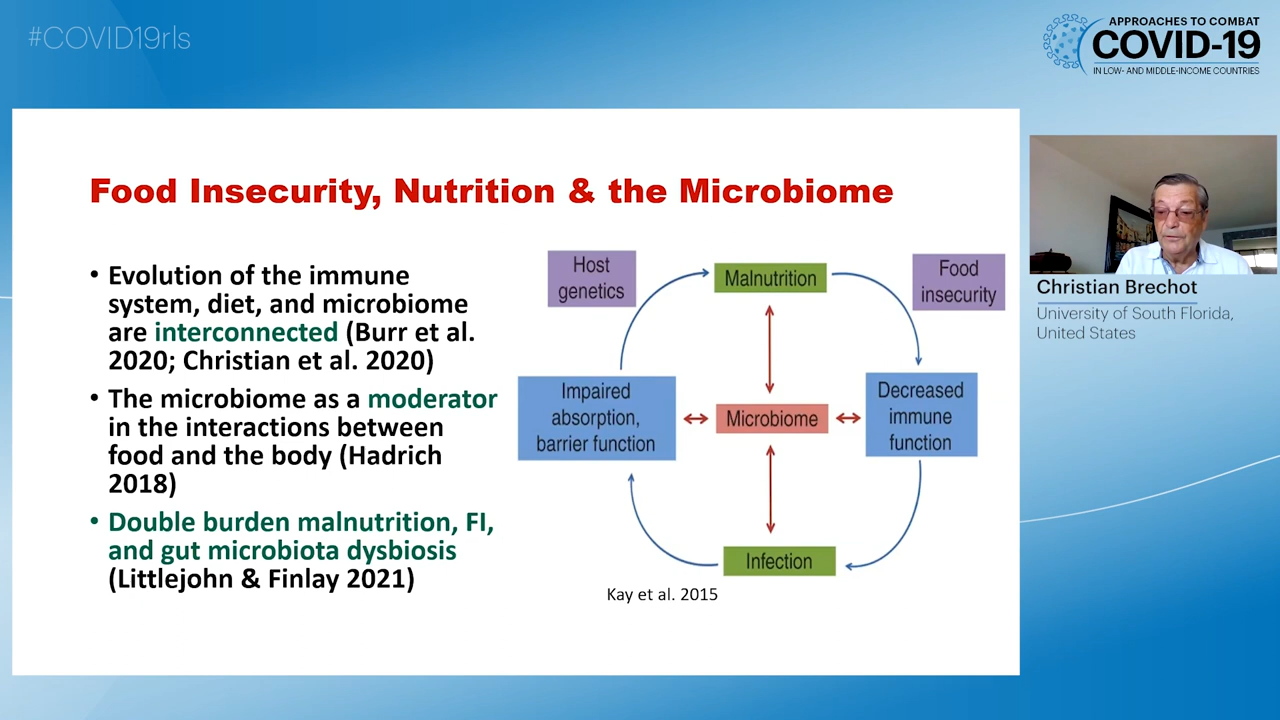 #COVID19rls
APPROACHES TO COMBAT
COVID-19
IN LOW- AND MIDDLE-INCOME COUNTRIES
Food Insecurity, Nutrition & the Microbiome
• Evolution of the immune
system, diet, and microbiome
are interconnected (Burr et al.
2020; Christian et al. 2020)
• The microbiome as a moderator
in the interactions between
food and the body (Hadrich
2018)
• Double burden malnutrition, FI,
and gut microbiota dysbiosis
(Littlejohn & Finlay 2021)
Host
genetics
Malnutrition
Food
insecurity
Impaired
absorption,
barrier function
Microbiome
Decreased
immune
function
Infection
Kay et al. 2015
Christian Brechot
University of South Florida,
United States